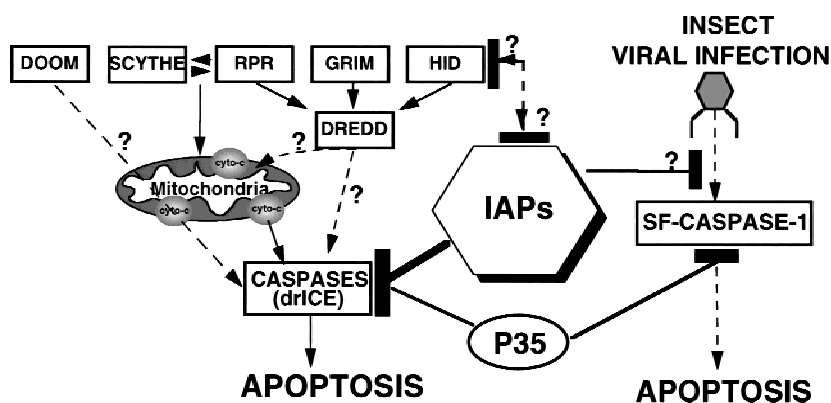 INSECT
VIRAL INFECTION
DOOM
SCYTHE
RPR
GRIM
HID
?
?
DREDD
?
?
cyto-c
Mitochondria
cyto-c
cyto-c
?
?
IAPs
SF-CASPASE-1
CASPASES
(drICE)
P35
APOPTOSIS
APOPTOSIS